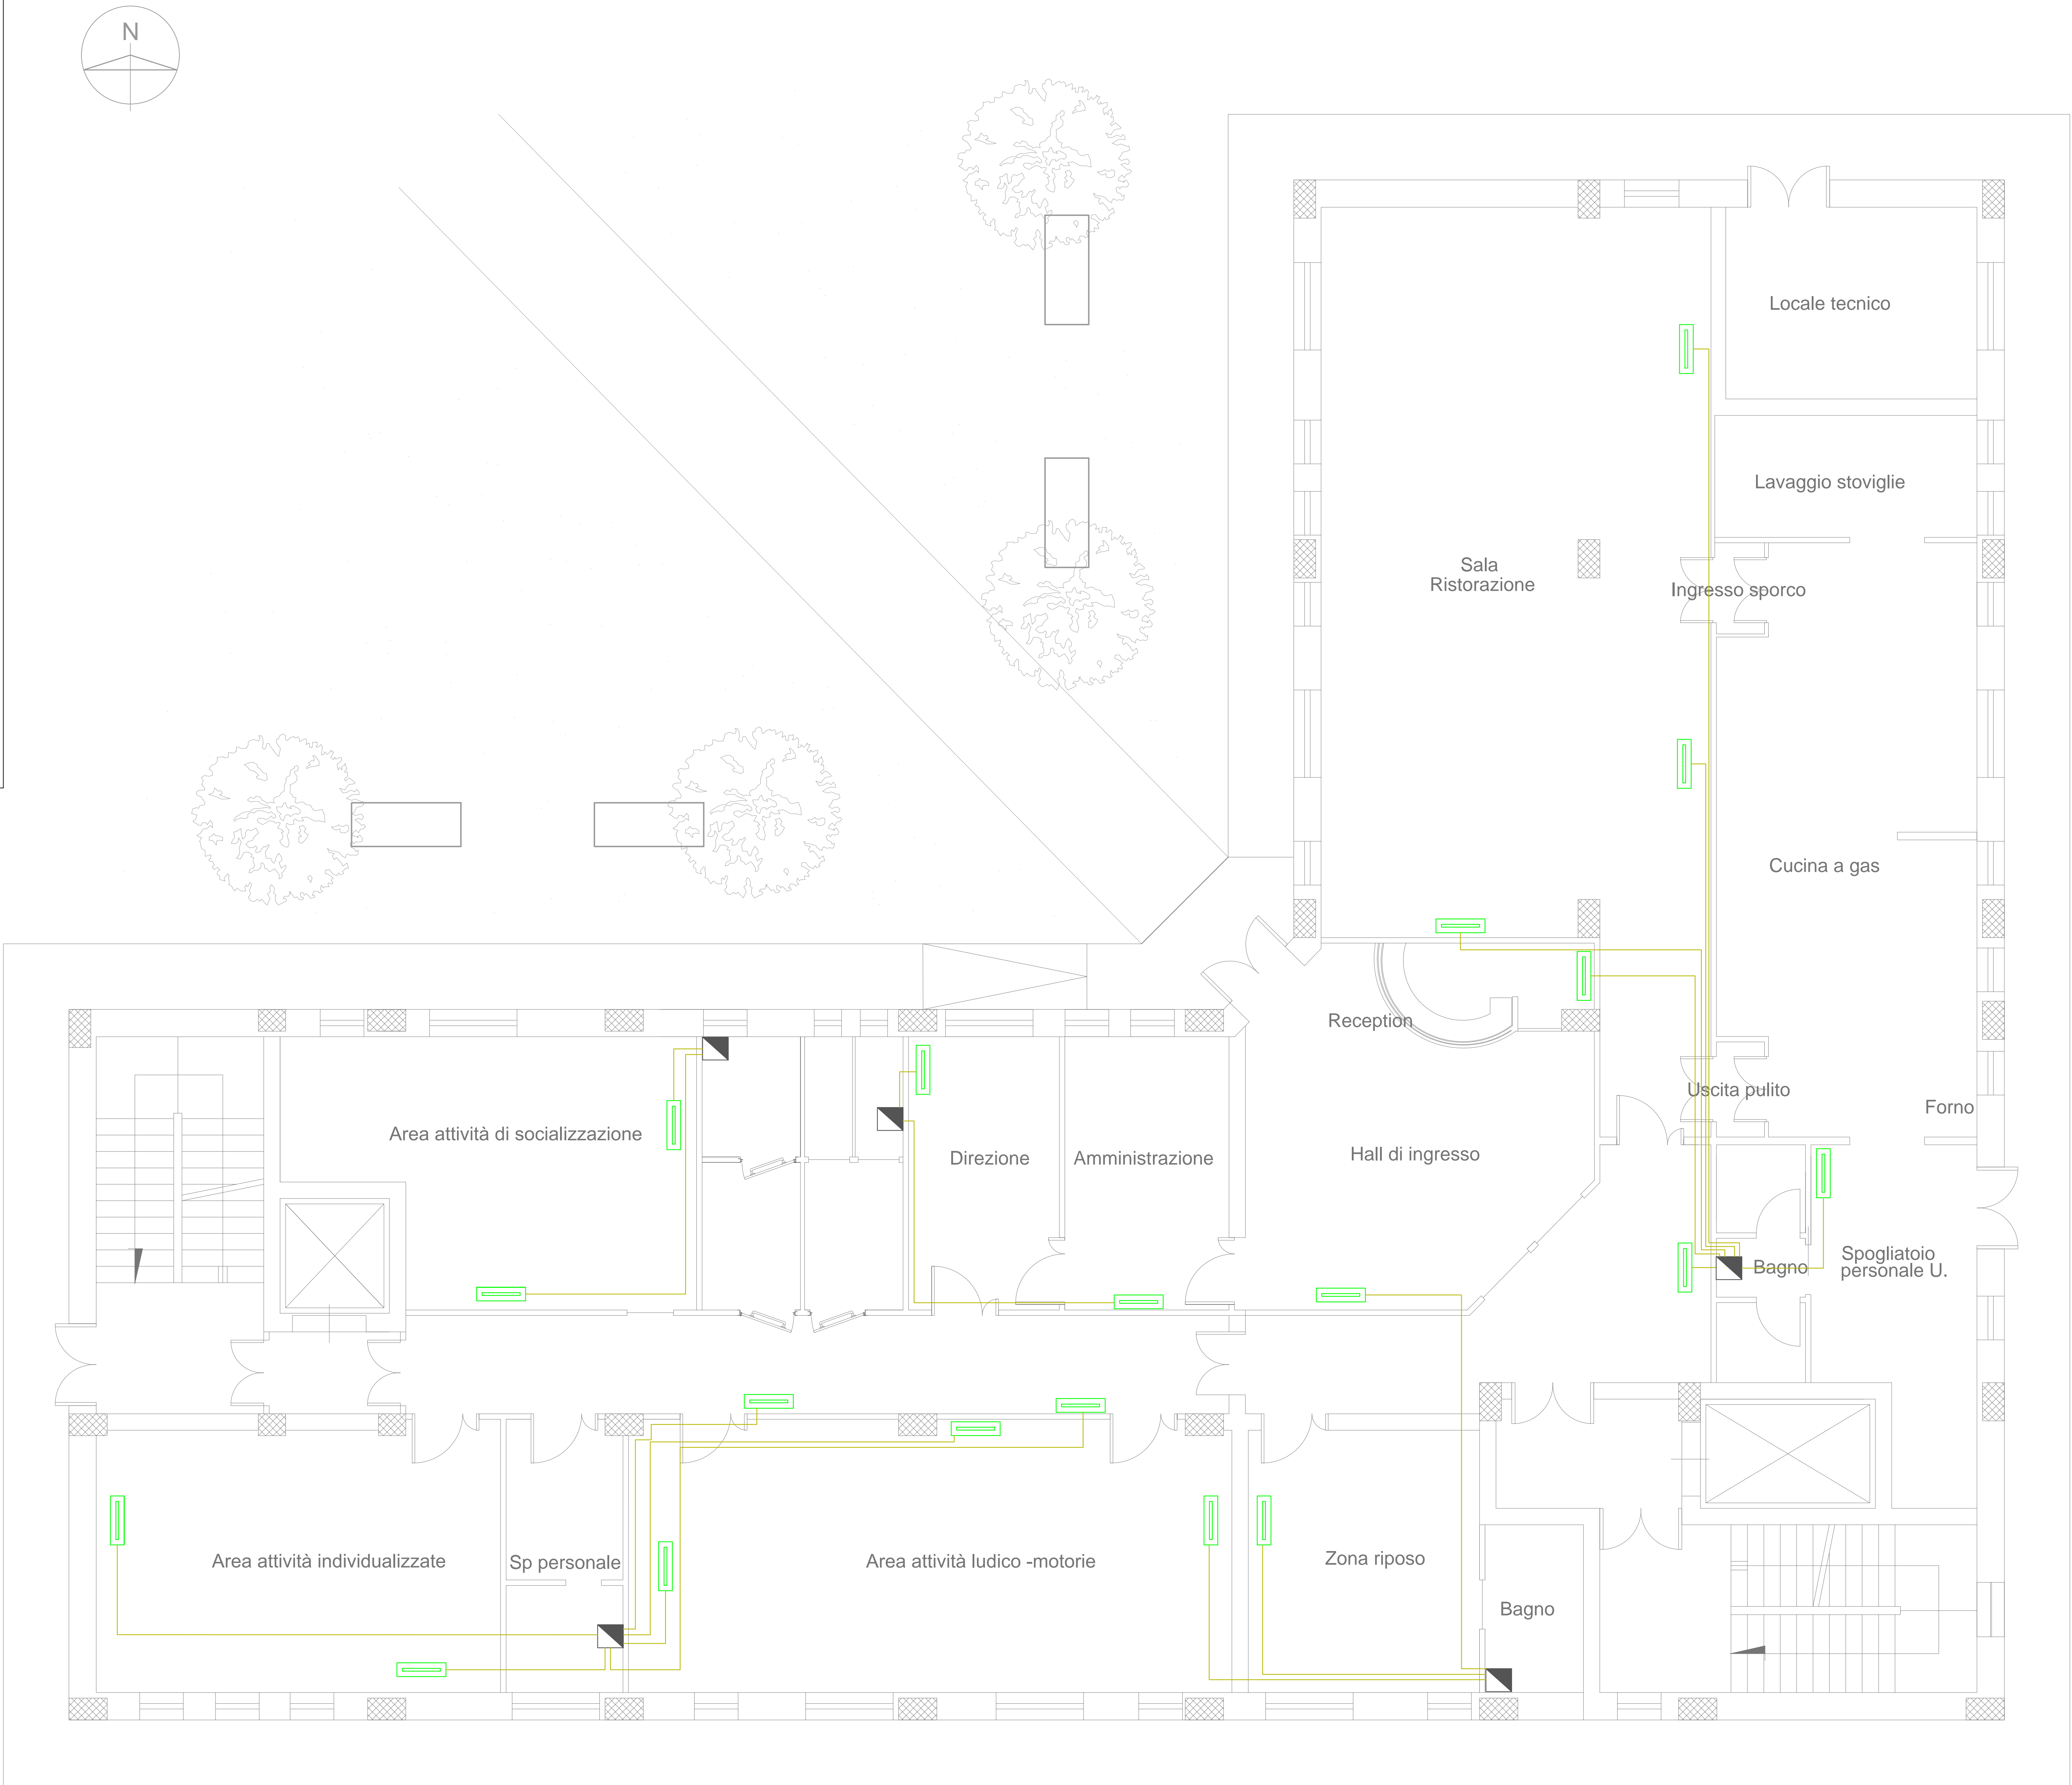 N
Locale tecnico
Lavaggio stoviglie
Sala
Ristorazione
Ingresso sporco
Cucina a gas
Reception
Uscita pulito
Forno
Area attività di socializzazione
Direzione
Amministrazione
Hall di ingresso
Bagno
Spogliatoio
personale U.
Area attività individualizzate
Sp personale
Area attività ludico -motorie
Zona riposo
Bagno